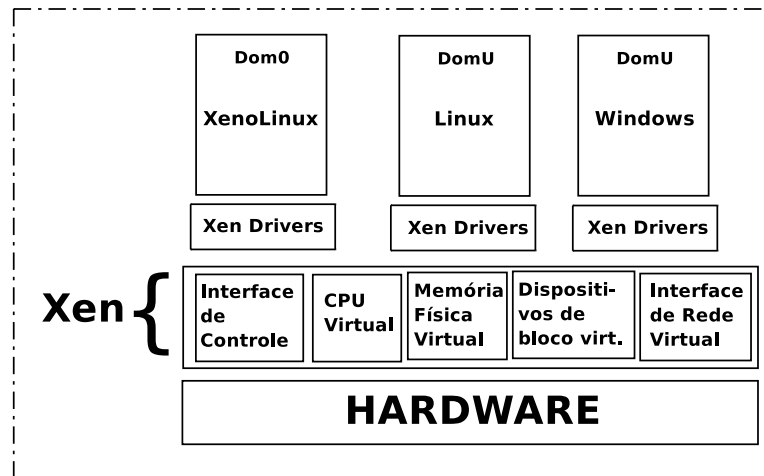 Dom0
XenoLinux
DomU
Linux
DomU
Windows
Xen Drivers
Xen Drivers
Xen Drivers
Xen {
Interface
de
Controle
CPU
Virtual
Memória
Física
Virtual
Dispositi-
vos de
bloco virt.
Interface
de Rede
Virtual
HARDWARE